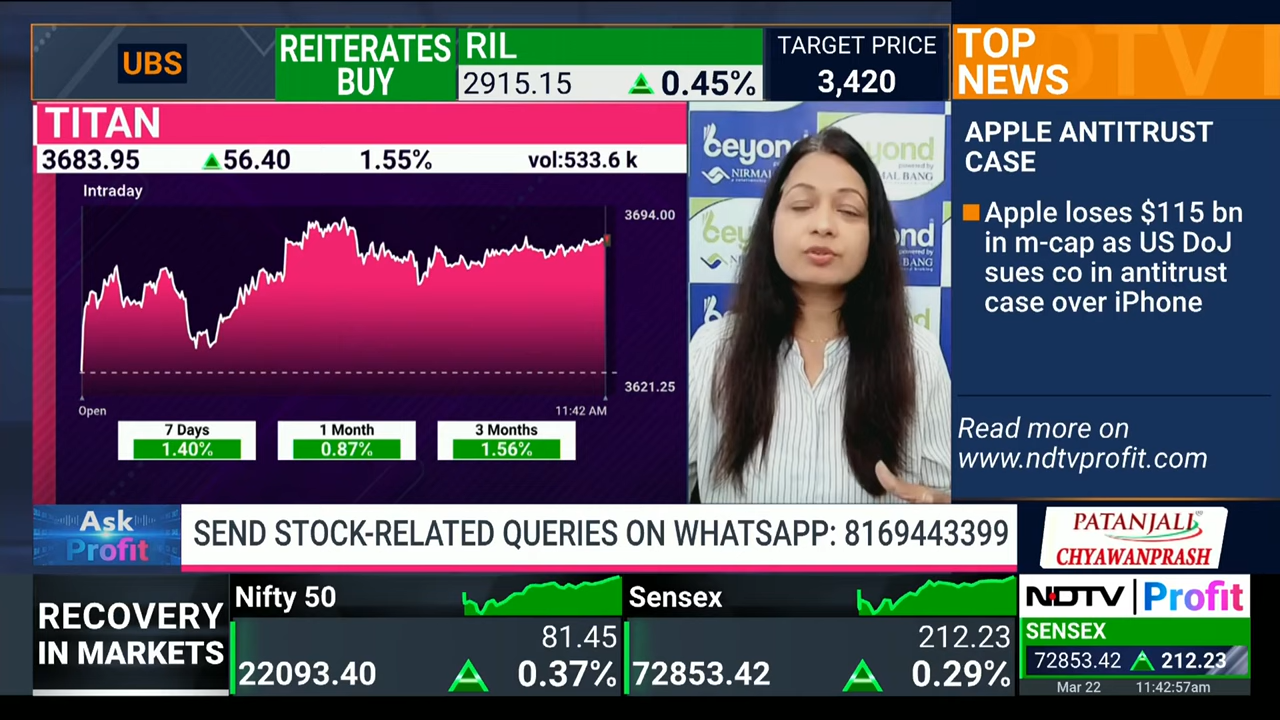 UBS
REITERATES
BUY
RIL
2915.15 ▲ 0.45%
TARGET PRICE
3,420
TOP
NEWS
TITAN
3683.95 ▲56.40 1.55% vol:533.6 k
Intraday
3694.00
3621.25
Open 11:42 AM
7 Days 1 Month 3 Months
1.40% 0.87% 1.56%
beyond
powered by
NIRMAL BANG
APPLE ANTITRUST
CASE
Apple loses $115 bn
in m-cap as US DoJ
sues co in antitrust
case over iPhone
Read more on
www.ndtvprofit.com
Ask
Profit
SEND STOCK-RELATED QUERIES ON WHATSAPP: 8169443399
PATANJALI
CHYAWANPRASH
RECOVERY
IN MARKETS
Nifty 50
81.45
22093.40 ▲ 0.37%
Sensex
212.23
72853.42 ▲ 0.29%
NDTV | Profit
SENSEX
72853.42 ▲ 212.23
Mar 22 11:42:57am